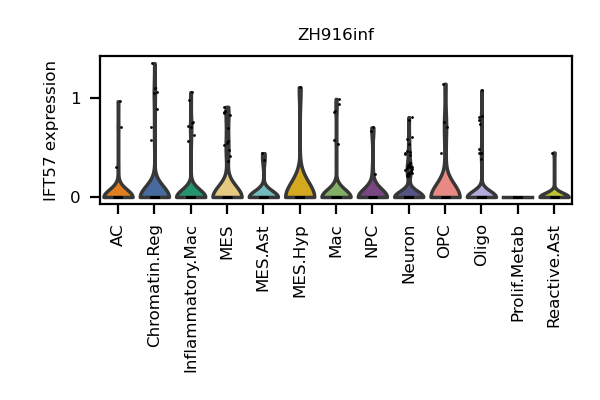 ZH916inf
IFT57 expression
1
0
AC
Chromatin.Reg
Inflammatory.Mac
MES
MES.Ast
MES.Hyp
Mac
NPC
Neuron
OPC
Oligo
Prolif.Metab
Reactive.Ast